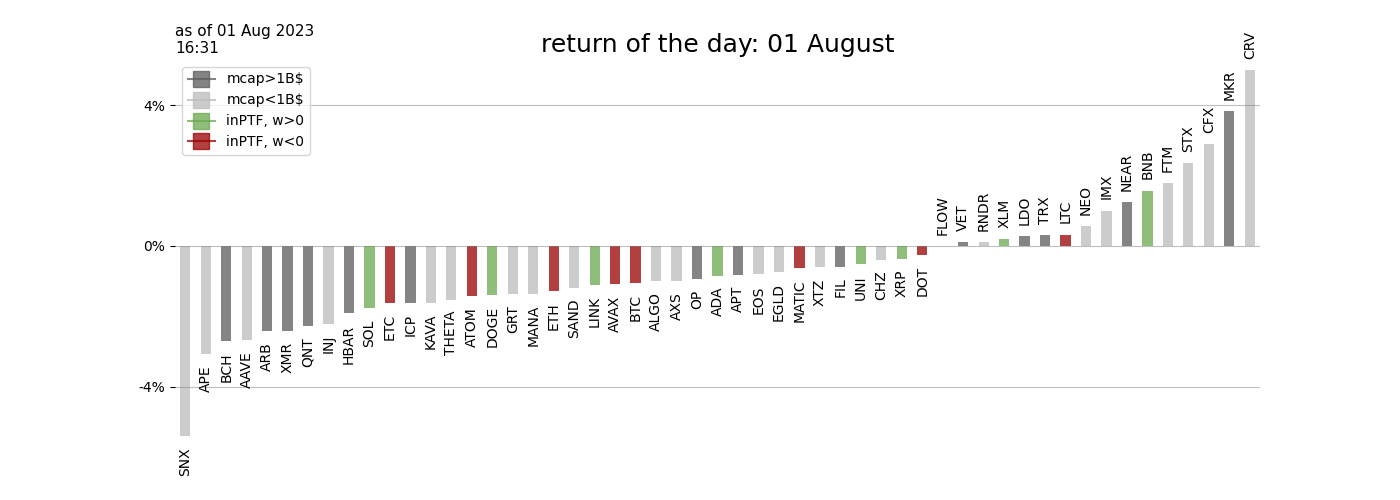 as of 01 Aug 2023
16:31
return of the day: 01 August
mcap>1B$
mcap<1B$
inPTF, w>0
inPTF, w<0
4%
0%
-4%
SNX
APE
BCH
AAVE
ARB
XMR
QNT
INJ
HBAR
SOL
ETC
ICP
KAVA
THETA
ATOM
DOGE
GRT
MANA
ETH
SAND
LINK
AVAX
BTC
ALGO
AXS
OP
ADA
APT
EOS
EGLD
MATIC
XTZ
FIL
UNI
CHZ
XRP
DOT
FLOW
VET
RNDR
XLM
LDO
TRX
LTC
NEO
IMX
NEAR
BNB
FTM
STX
CFX
MKR
CRV